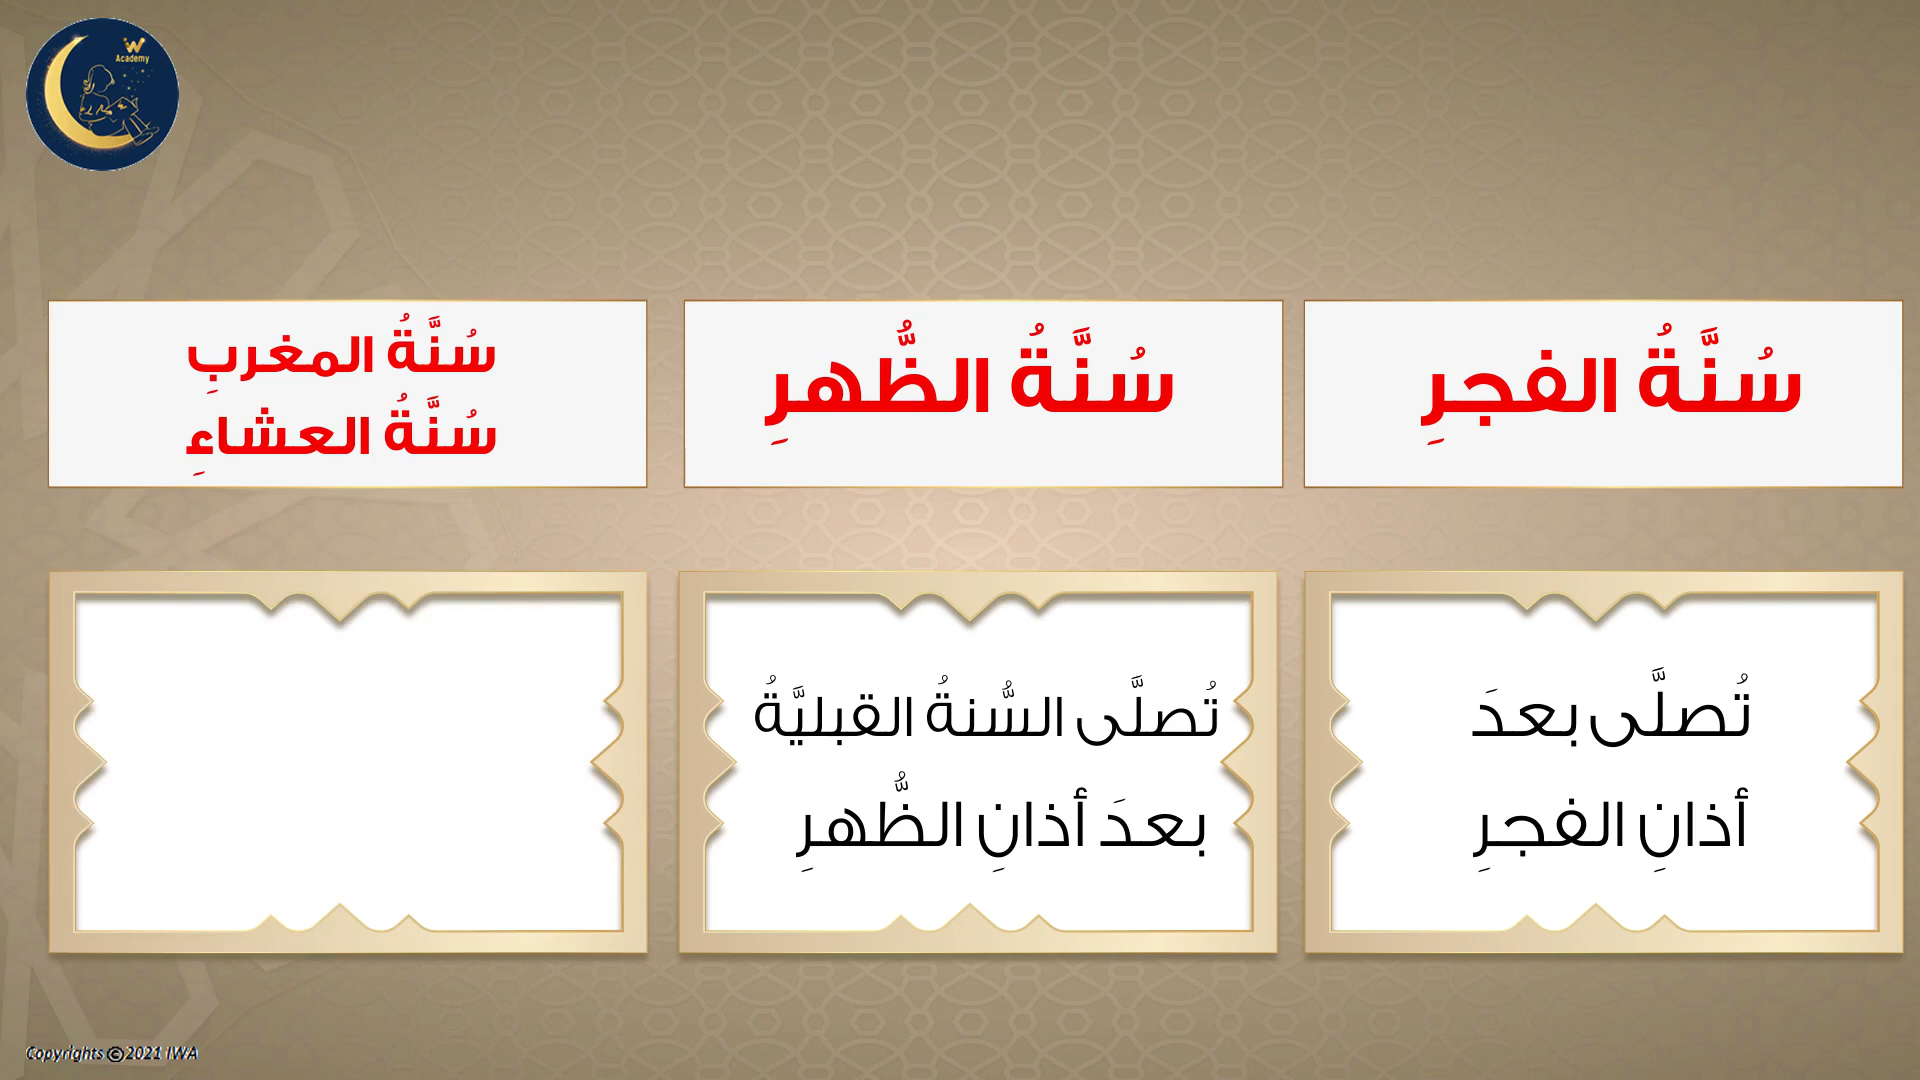 W
Academy
سُنَّةُ الفجرِ
سُنَّةُ الظُّهرِ
سُنَّةُ المغربِ
سُنَّةُ العشاءِ
تُصلَّى بعدَ
أذانِ الفجرِ
تُصلَّى السُّنةُ القبليَّةُ
بعدَ أذانِ الظُّهرِ
Copyrights ©2021 IWA